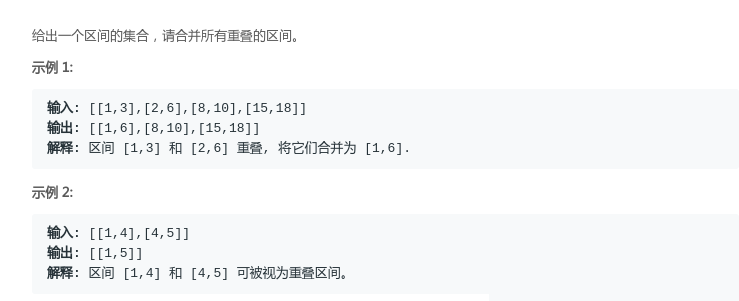 给出一个区间的集合，请合并所有重叠的区间。
示例 1:
输入: [[1,3],[2,6],[8,10],[15,18]]
输出: [[1,6],[8,10],[15,18]]
解释: 区间 [1,3] 和 [2,6] 重叠, 将它们合并为 [1,6].
示例 2:
输入: [[1,4],[4,5]]
输出: [[1,5]]
解释: 区间 [1,4] 和 [4,5] 可被视为重叠区间。